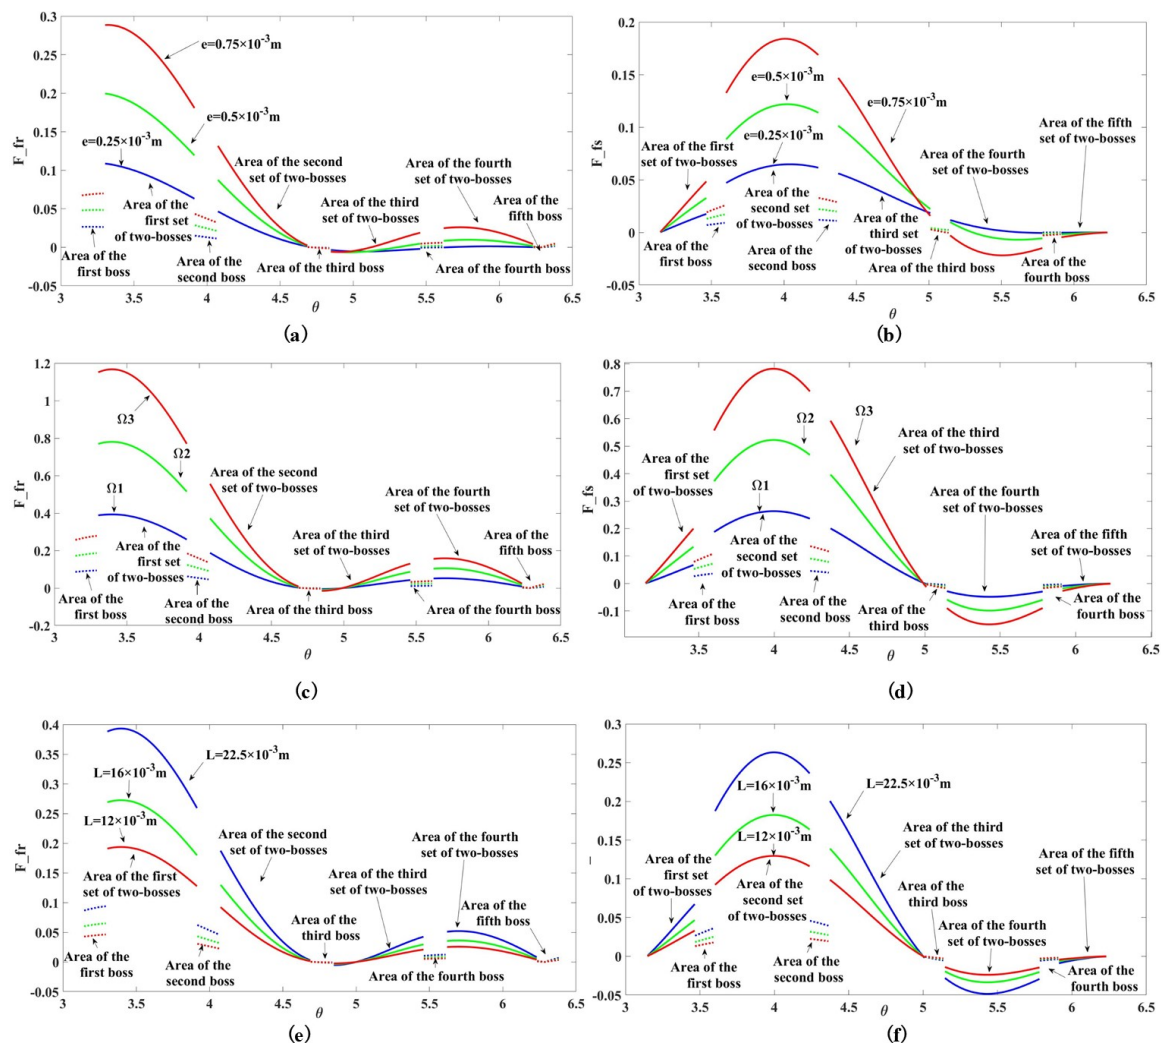 0.3
0.25
0.2
0.15
0.1
0.05
0
-0.05
F_fr
e=0.75×10-3m
e=0.5×10-3m
e=0.25×10-3m
Area of the second
set of two-bosses
Area of the fourth
set of two-bosses
Area of the third
set of two-bosses
Area of the
fifth boss
Area of the
first set
of two-bosses
Area of the
first boss
Area of the
second boss
Area of the third boss
Area of the fourth boss
3
3.5
4
4.5
5
5.5
6
6.5
θ
(a)
0.2
0.15
0.1
0.05
0
-0.05
F_fs
e=0.5×10-3m
e=0.75×10-3m
e=0.25×10-3m
Area of the first
set of two-bosses
Area of the fifth
set of two-bosses
Area of the fourth
set of two-bosses
Area of the
second set
of two-bosses
Area of the
third set
of two-bosses
Area of the
first boss
Area of the
second boss
Area of the third boss
Area of the
fourth boss
3
3.5
4
4.5
5
5.5
6
6.5
θ
(b)
1.2
1
0.8
0.6
0.4
0.2
0
-0.2
F_fr
Ω3
Ω2
Ω1
Area of the second
set of two-bosses
Area of the fourth
set of two-bosses
Area of the third
set of two-bosses
Area of the
fifth boss
Area of the
first set
of two-bosses
Area of the
first boss
Area of the
second boss
Area of the third boss
Area of the fourth boss
3
3.5
4
4.5
5
5.5
6
6.5
θ
(c)
0.8
0.7
0.6
0.5
0.4
0.3
0.2
0.1
0
-0.1
F_fs
Ω2
Ω3
Ω1
Area of the
first set
of two-bosses
Area of the third
set of two-bosses
Area of the fourth
set of two-bosses
Area of the
second set
of two-bosses
Area of the fifth
set of two-bosses
Area of the
first boss
Area of the
second boss
Area of the
third boss
Area of the
fourth boss
3.5
4
4.5
5
5.5
6
6.5
θ
(d)
0.4
0.35
0.3
0.25
0.2
0.15
0.1
0.05
0
-0.05
F_fr
L=22.5×10-3m
L=16×10-3m
L=12×10-3m
Area of the second
set of two-bosses
Area of the fourth
set of two-bosses
Area of the first
set of two-bosses
Area of the third
set of two-bosses
Area of the
fifth boss
Area of the
third boss
Area of the
first boss
Area of the
second boss
Area of the fourth boss
3
3.5
4
4.5
5
5.5
6
6.5
(e)
0.3
0.25
0.2
0.15
0.1
0.05
0
-0.05
_
L=16×10-3m
L=22.5×10-3m
L=12×10-3m
Area of the
first set
of two-bosses
Area of the third
set of two-bosses
Area of the fifth
set of two-bosses
Area of the
second set
of two-bosses
Area of the
third boss
Area of the fourth
set of two-bosses
Area of the
first boss
Area of the
second boss
Area of the
fourth boss
3.5
4
4.5
5
5.5
6
6.5
(f)